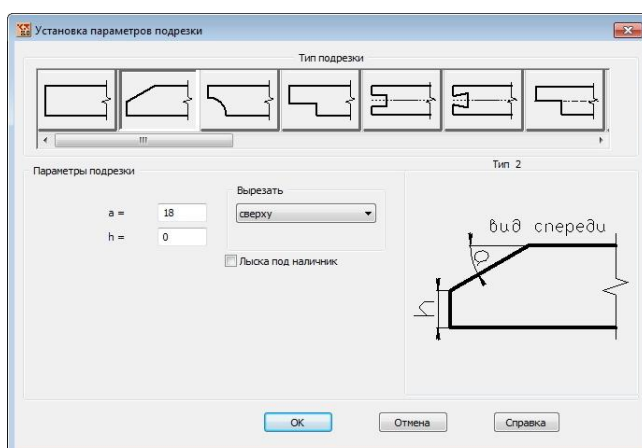 Установка параметров подрезки
Тип подрезки
Параметры подрезки
a = 18
h = 0
Вырезать
сверху
Лыска под наличник
Тип 2
вид спереди
a
h
OK
Отмена
Справка